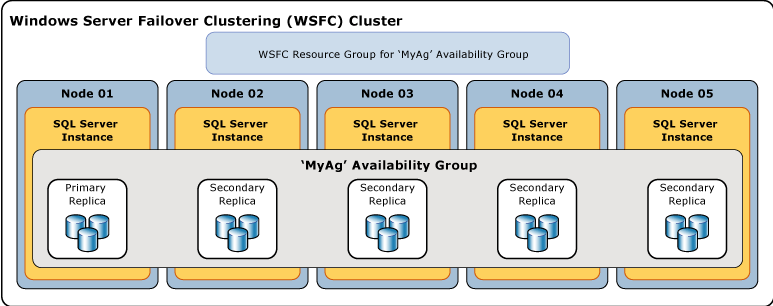 Windows Server Failover Clustering (WSFC) Cluster
WSFC Resource Group for ‘MyAg’ Availability Group
Node 01
Node 02
Node 03
Node 04
Node 05
SQL Server
Instance
SQL Server
Instance
SQL Server
Instance
SQL Server
Instance
SQL Server
Instance
‘MyAg’ Availability Group
Primary
Replica
Secondary
Replica
Secondary
Replica
Secondary
Replica
Secondary
Replica